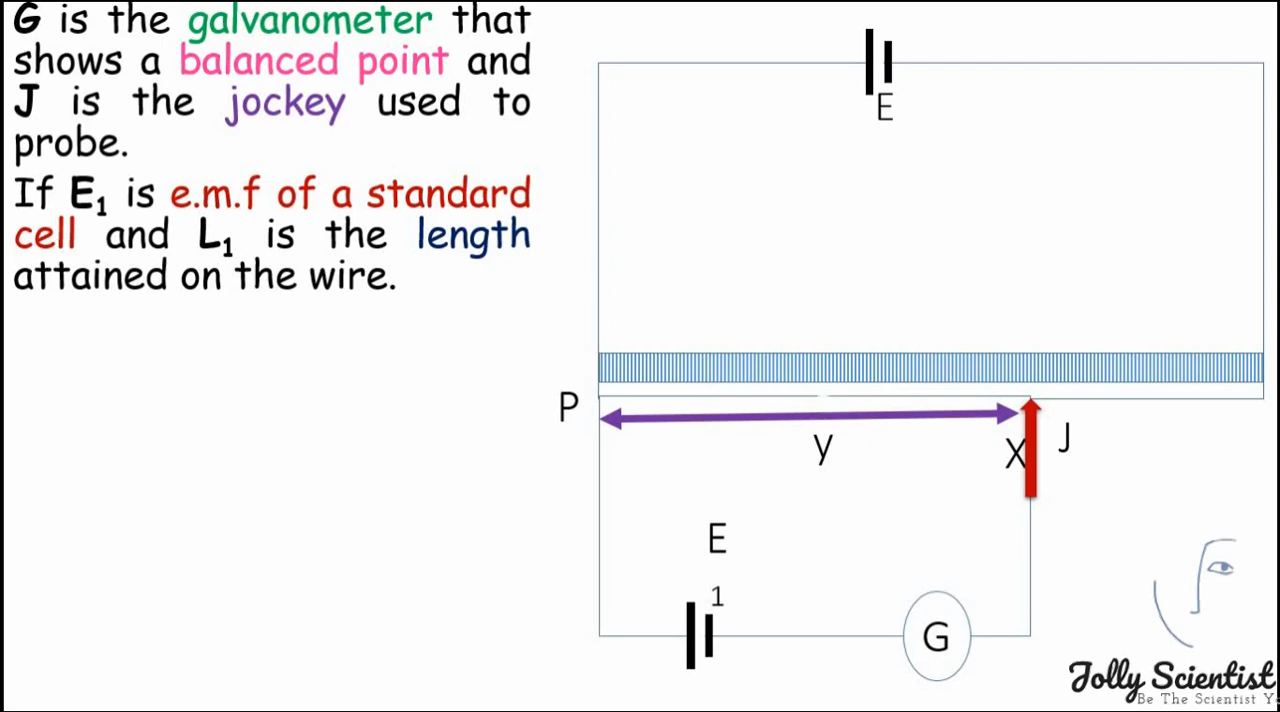 G is the galvanometer that
shows a balanced point and
J is the jockey used to
probe.
If E₁ is e.m.f of a standard
cell and L₁ is the length
attained on the wire.
E
P
y
X
J
E
1
G
Jolly Scientist
Be The Scientist Y